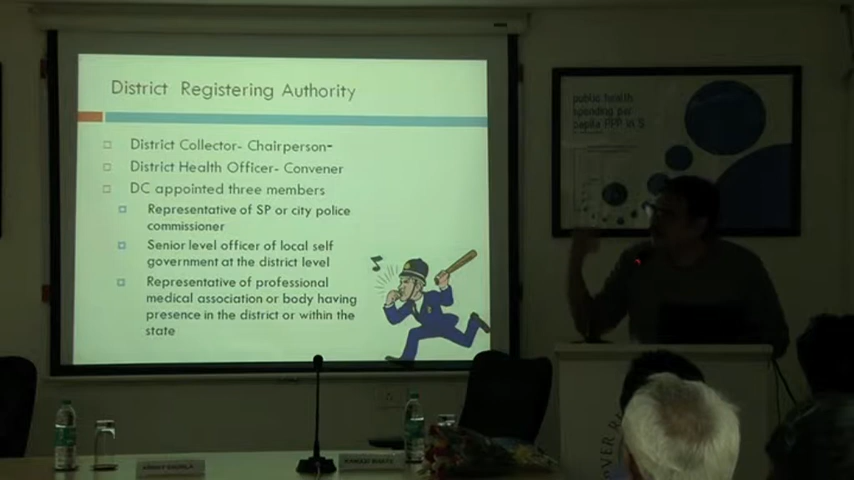 District Registering Authority
District Collector- Chairperson-
District Health Officer- Convener
DC appointed three members
Representative of SP or city police
commissioner
Senior level officer of local self
government at the district level
Representative of professional
medical association or body having
presence in the district or within the
state
public health
spending per
capita PPP in $